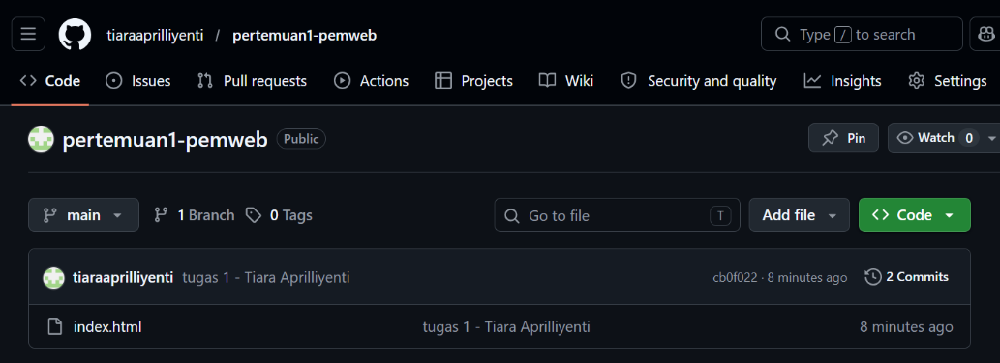 tiaraaprilliyenti / pertemuan1-pemweb Type / to search
Code Issues Pull requests Actions Projects Wiki Security and quality Insights Settings
pertemuan1-pemweb Public Pin Watch 0
main 1 Branch 0 Tags Go to file T Add file Code
tiaraaprilliyenti tugas 1 - Tiara Aprilliyenti cb0f022 · 8 minutes ago 2 Commits
index.html tugas 1 - Tiara Aprilliyenti 8 minutes ago